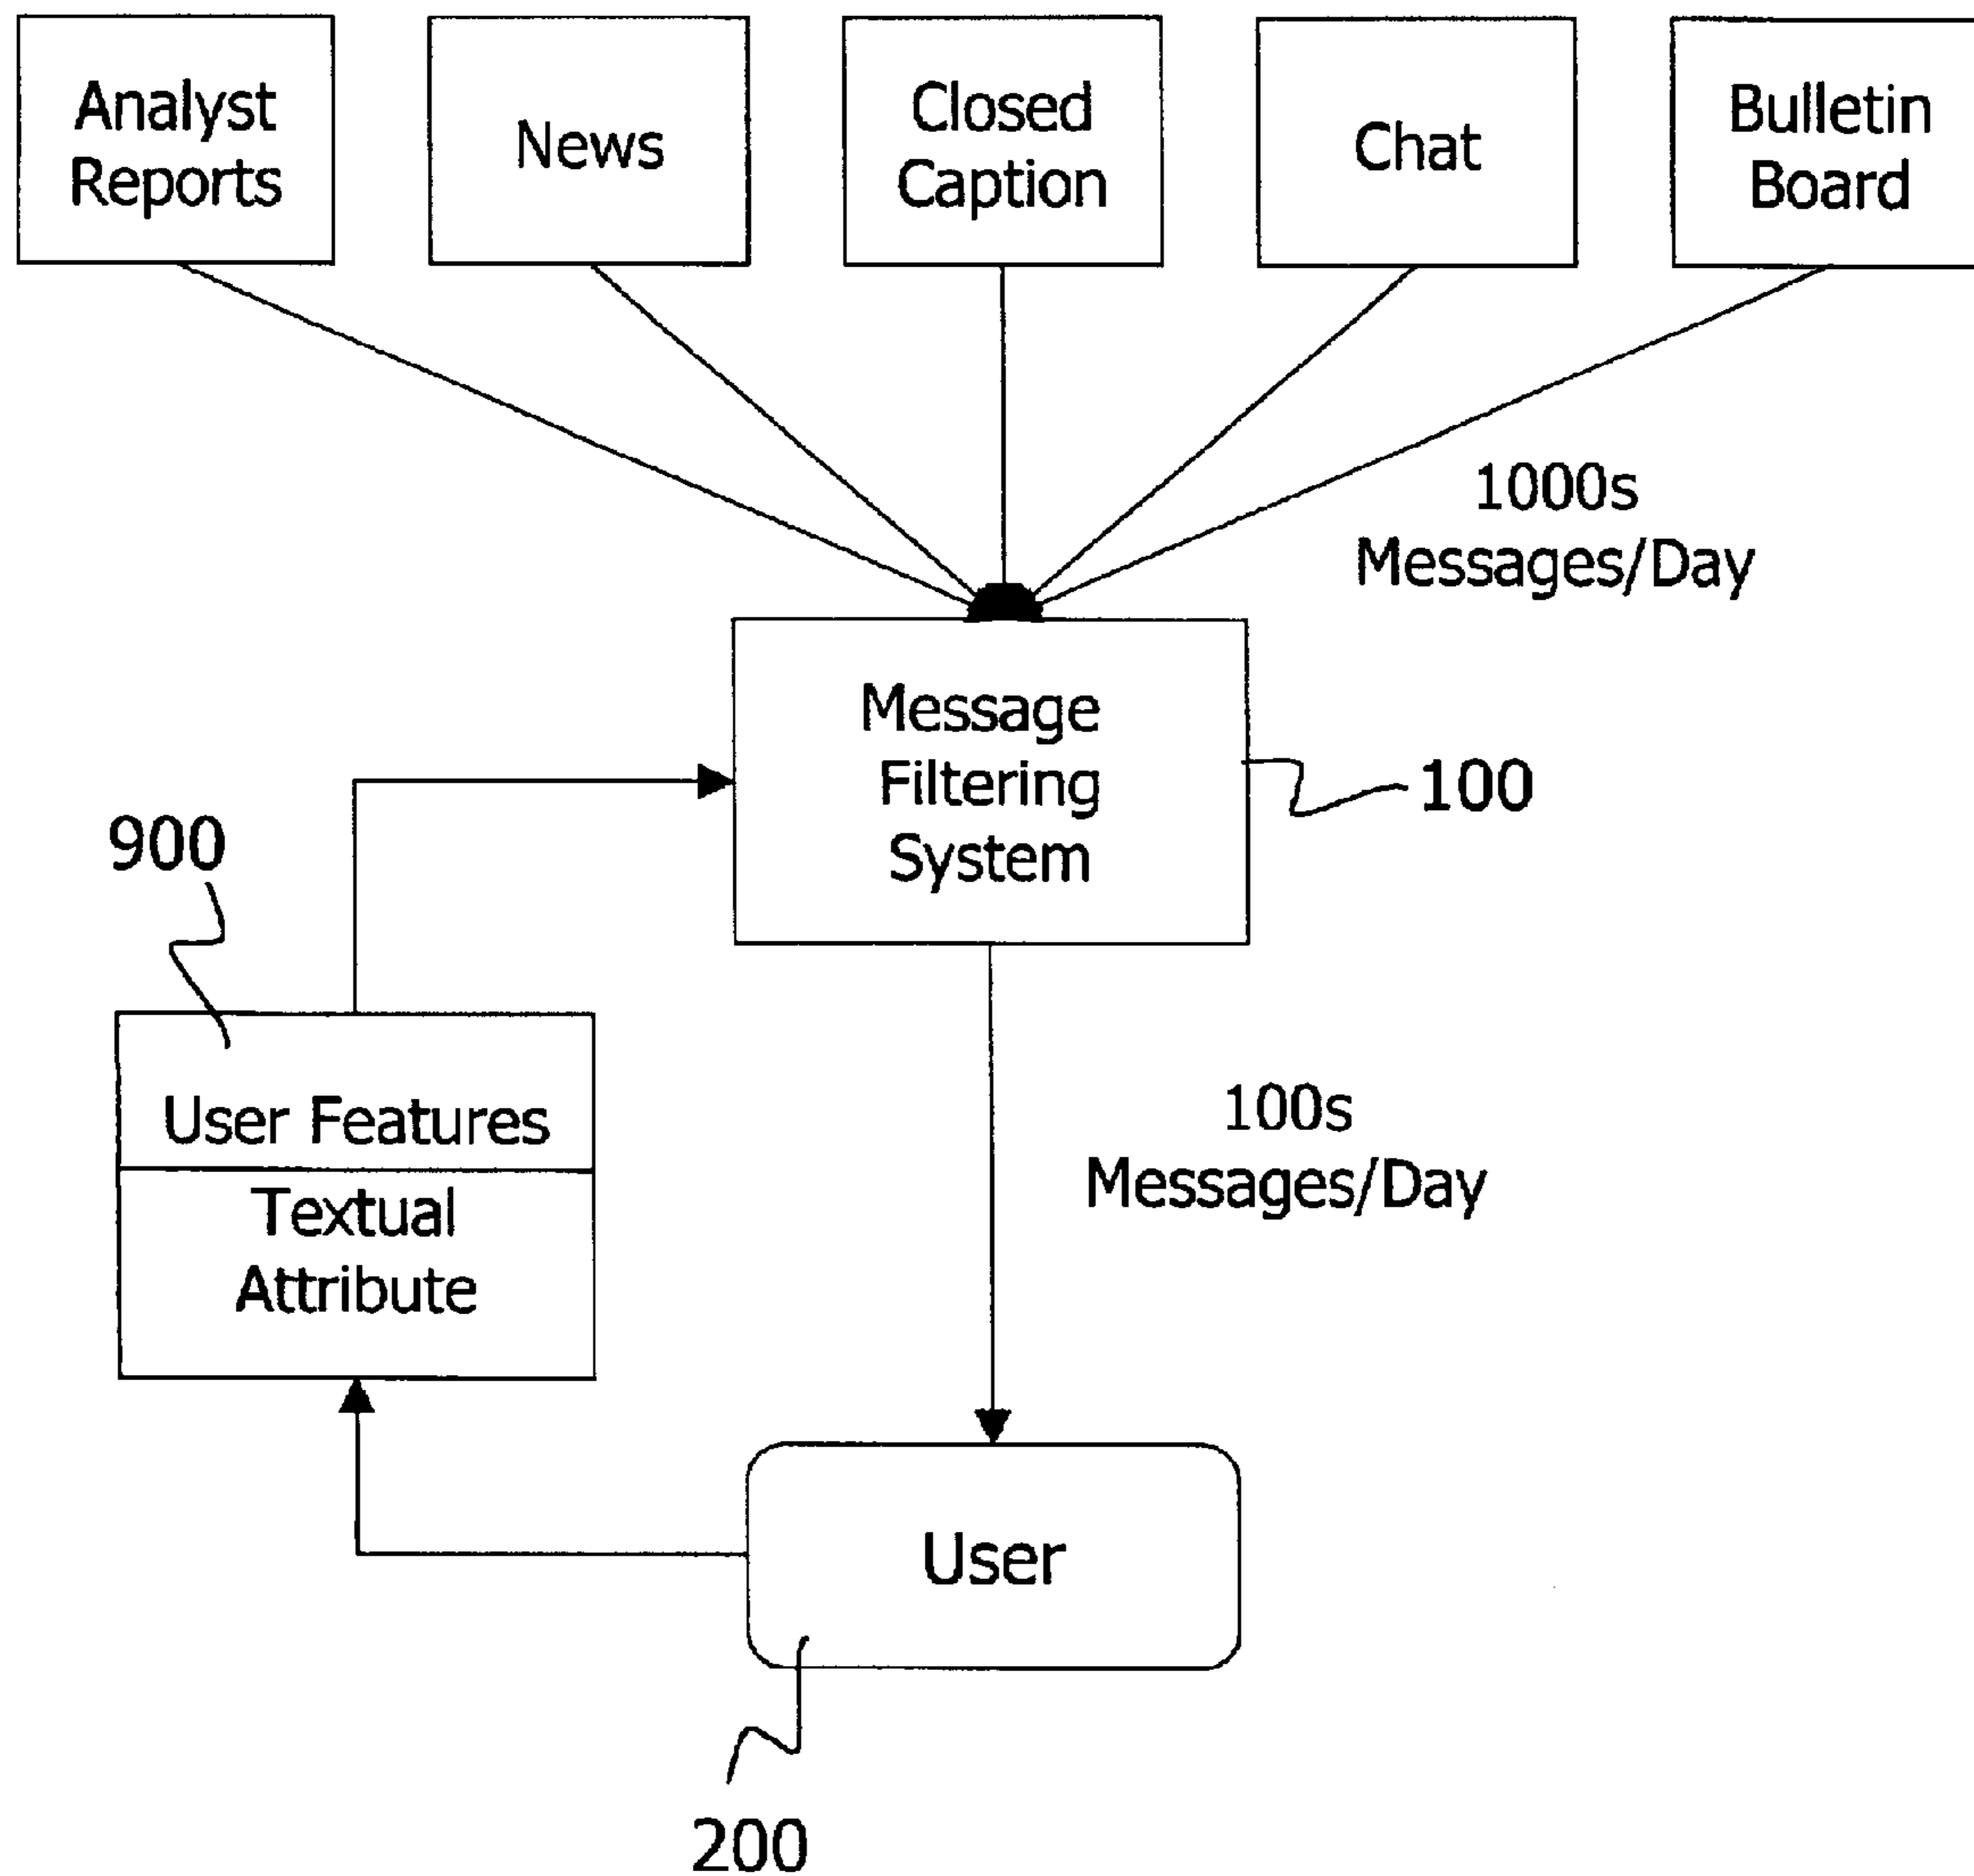 Analyst
Reports
News
Closed
Caption
Chat
Bulletin
Board
1000s
Messages/Day
Message
Filtering
System
100
900
User Features
Textual
Attribute
100s
Messages/Day
User
200